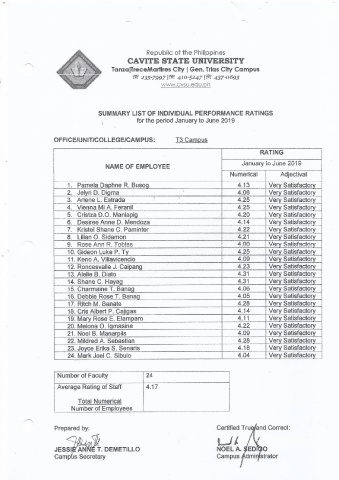 Republic of the Philippines
CAVITE STATE UNIVERSITY
Tanza|Trece Martires City | Gen. Trias City Campus
☎ 235-7997 |☎ 410-5247 |☎ 437-0693
www.cvsu.edu.ph
SUMMARY LIST OF INDIVIDUAL PERFORMANCE RATINGS
for the period January to June 2019
OFFICE/UNIT/COLLEGE/CAMPUS: T3 Campus
NAME OF EMPLOYEE
RATING
January to June 2019
Numerical Adjectival
1. Pamela Daphne R. Busog 4.13 Very Satisfactory
2. Jelyn D. Digma 4.06 Very Satisfactory
3. Arlene L. Estrada 4.25 Very Satisfactory
4. Vienna Mi A. Feranil 4.25 Very Satisfactory
5. Cristza D.O. Manlapig 4.20 Very Satisfactory
6. Desiree Anne D. Mendoza 4.14 Very Satisfactory
7. Kristel Shane C. Paminter 4.22 Very Satisfactory
8. Lilian O. Sidamon 4.21 Very Satisfactory
9. Rose Ann R. Tobias 4.00 Very Satisfactory
10. Gideon Luke P. Ty 4.25 Very Satisfactory
11. A. Villavicencio 4.09 Very Satisfactory
12. J. Caipang 4.23 Very Satisfactory
13. B. 4.31 Very Satisfactory
14. Shane C. Hayag 4.31 Very Satisfactory
15. Charmaine T. Banag 4.06 Very Satisfactory
16. Debbie Rose T. Banag 4.05 Very Satisfactory
17. Ritch M. Banate 4.28 Very Satisfactory
18. Cris Albert P. Cajigas 4.14 Very Satisfactory
19. Mary Rose E. Elamparo 4.11 Very Satisfactory
20. O. Igmasine 4.22 Very Satisfactory
21. Noel B. Manarpiis 4.09 Very Satisfactory
22. Mildred A. Sebastian 4.28 Very Satisfactory
23. Joyce Erika S. Senaris 4.18 Very Satisfactory
24. Mark Joel C. Sibulo 4.04 Very Satisfactory
Number of Faculty 24
Average Rating of Staff 4.17
Total Numerical
Number of Employees
Prepared by: Certified True and Correct:
JESSIE ANNE T. DEMETILLO NOEL A. SEDIGO
Campus Secretary Campus Administrator